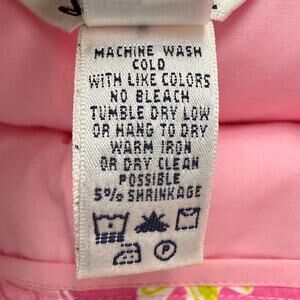 MACHINE WASH
COLD
WITH LIKE COLORS
NO BLEACH
TUMBLE DRY LOW
OR HANG TO DRY
WARM IRON
OR DRY CLEAN
POSSIBLE
5% SHRINKAGE